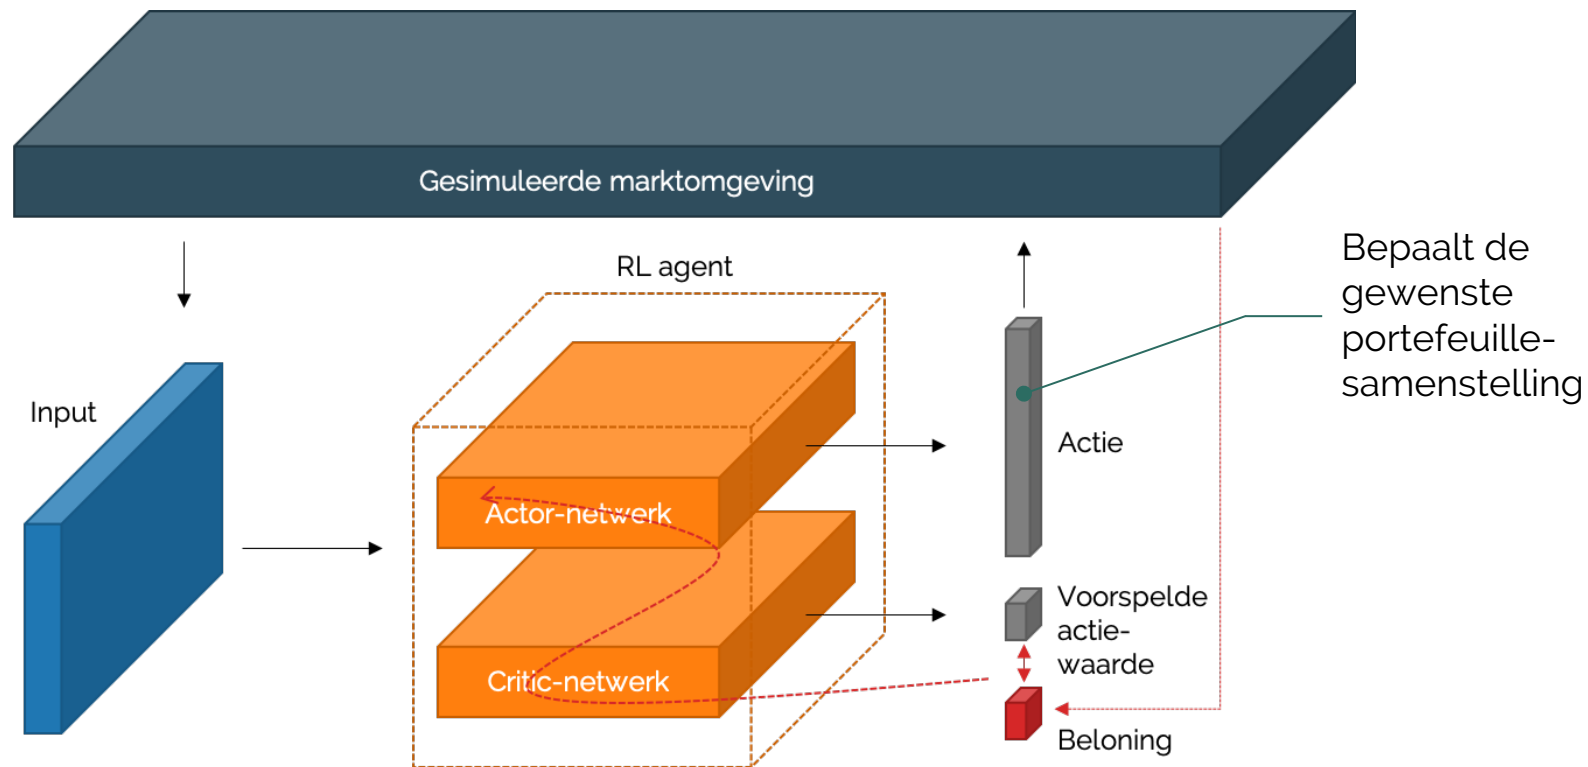 Gesimuleerde marktomgeving
RL agent
Bepaalt de
gewenste
portefeuille-
samenstelling
Input
Actie
Actor-netwerk
Voorspelde
actie-
waarde
Critic-netwerk
Beloning